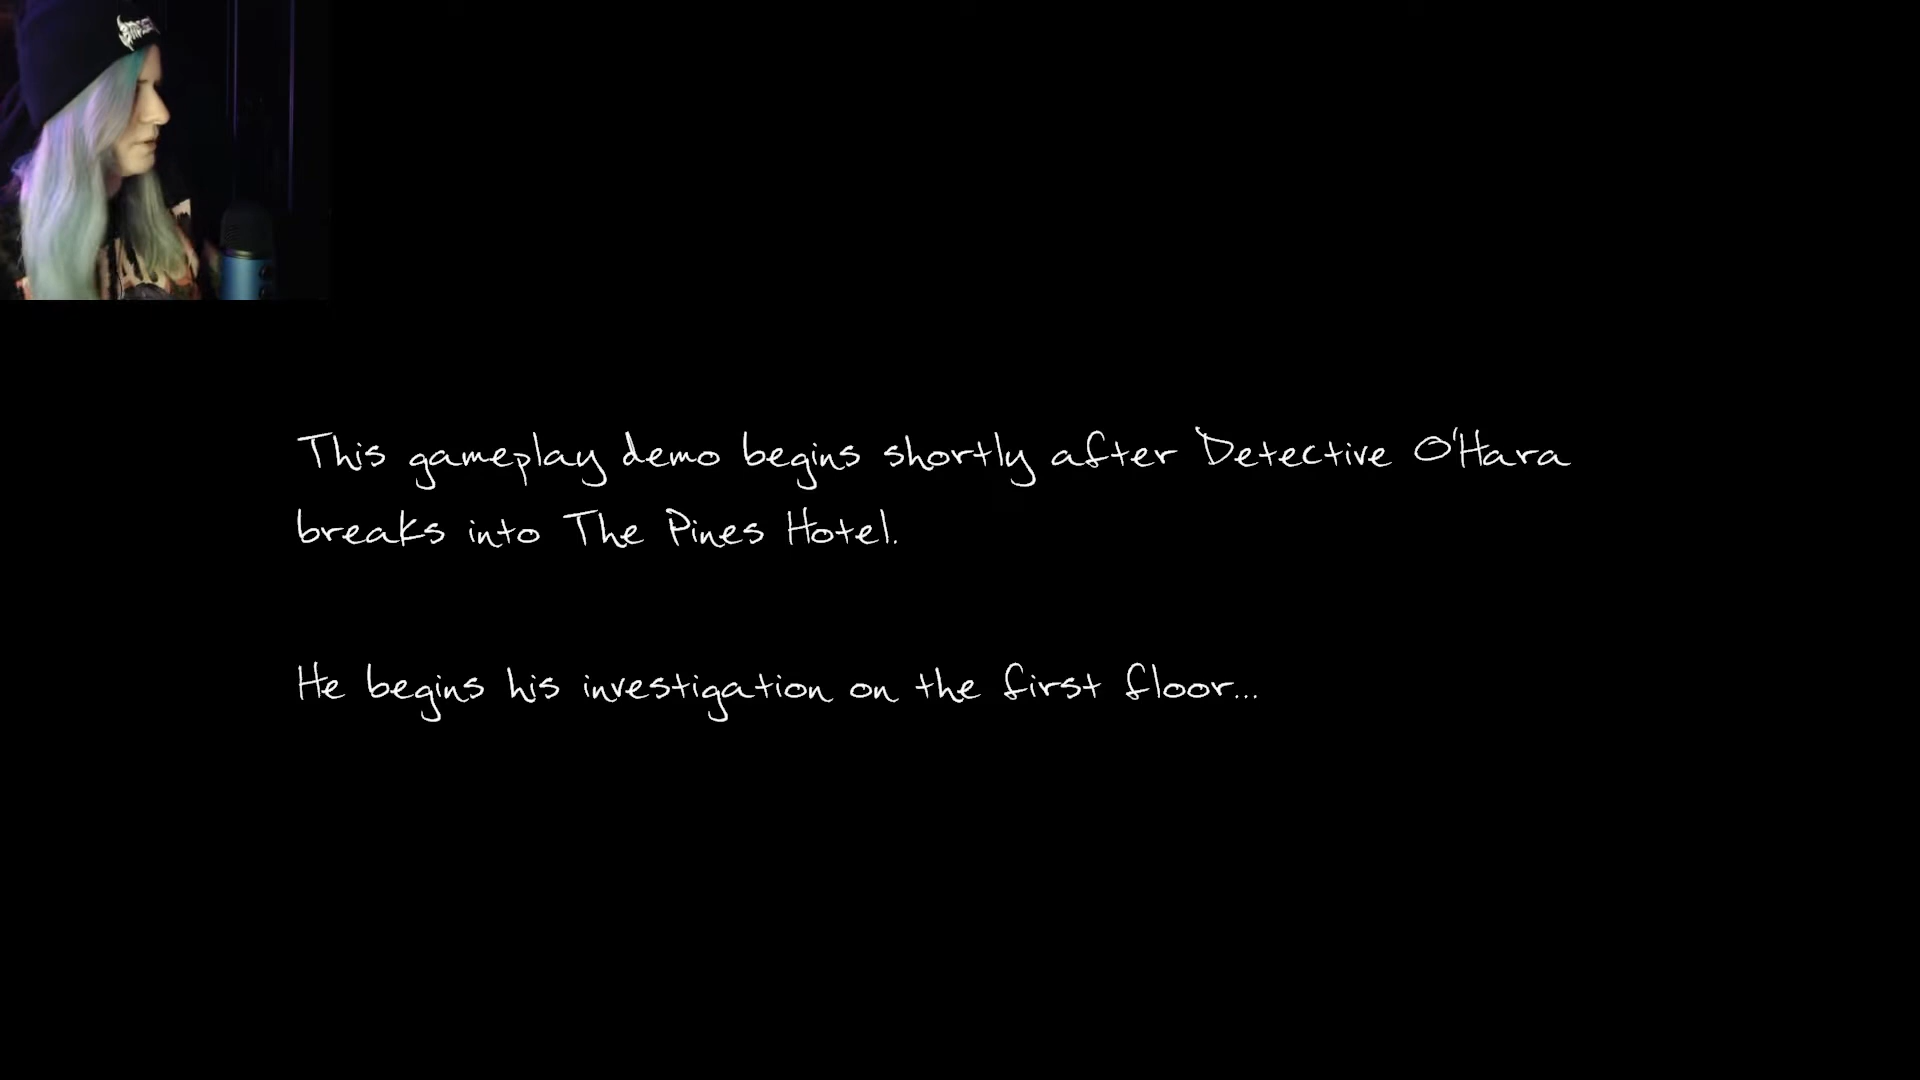 This gameplay demo begins shortly after Detective O'Hara
breaks into The Pines Hotel.
He begins his investigation on the first floor...